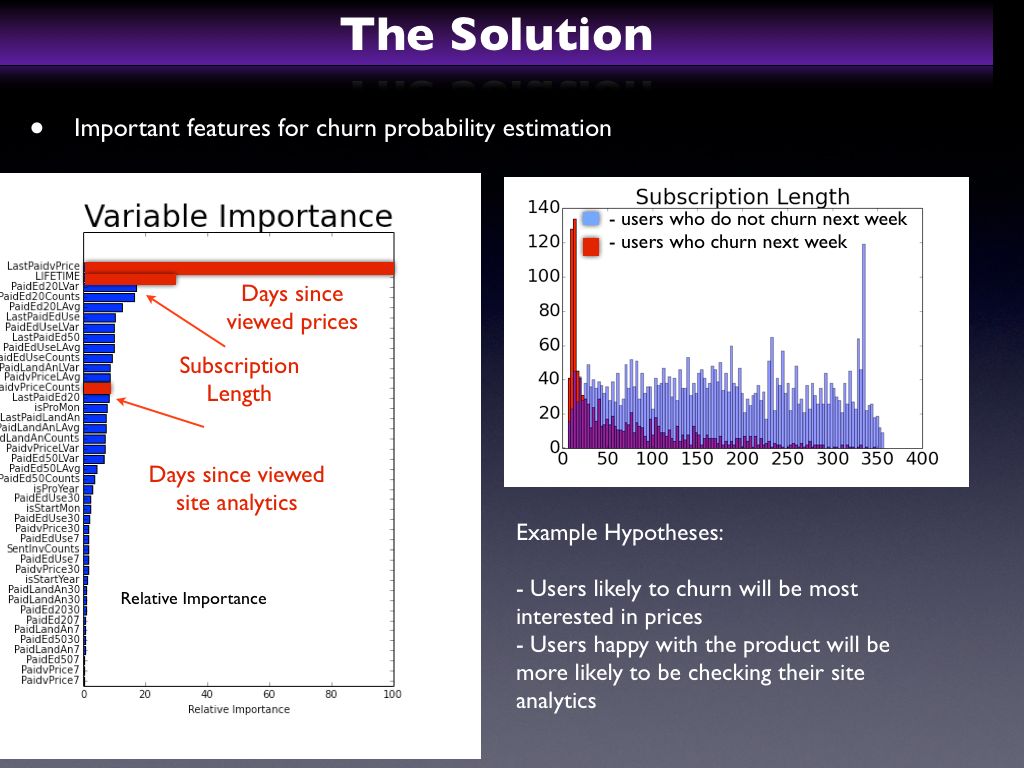 The Solution
• Important features for churn probability estimation
Variable Importance
LastPaidvPrice
LIFETIME
PaidEd20LVar
PaidEd20Counts
PaidEd20LAvg
LastPaidEdUse
PaidEdUseLVar
LastPaidEd50
PaidEdUseLAvg
aidEdUseCounts
PaidLandAnLVar
PaidvPriceLAvg
aidvPriceCounts
LastPaidEd20
isProMon
LastPaidLandAn
PaidLandAnLAvg
dLandAnCounts
PaidvPriceLVar
PaidEd50LVar
PaidEd50LAvg
PaidEd50Counts
isProYear
PaidEdUse30
isStartMon
PaidEdUse30
PaidvPrice30
PaidEdUse7
SentInvCounts
PaidEdUse7
PaidvPrice30
isStartYear
PaidLandAn30
PaidLandAn30
PaidEd2030
PaidEd207
PaidLandAn7
PaidEd5030
PaidLandAn7
PaidEd507
PaidvPrice7
PaidvPrice7
Days since
viewed prices
Subscription
Length
Days since viewed
site analytics
Relative Importance
0 20 40 60 80 100
Relative Importance
Subscription Length
- users who do not churn next week
- users who churn next week
140
120
100
80
60
40
20
0
0 50 100 150 200 250 300 350 400
Example Hypotheses:
- Users likely to churn will be most
interested in prices
- Users happy with the product will be
more likely to be checking their site
analytics